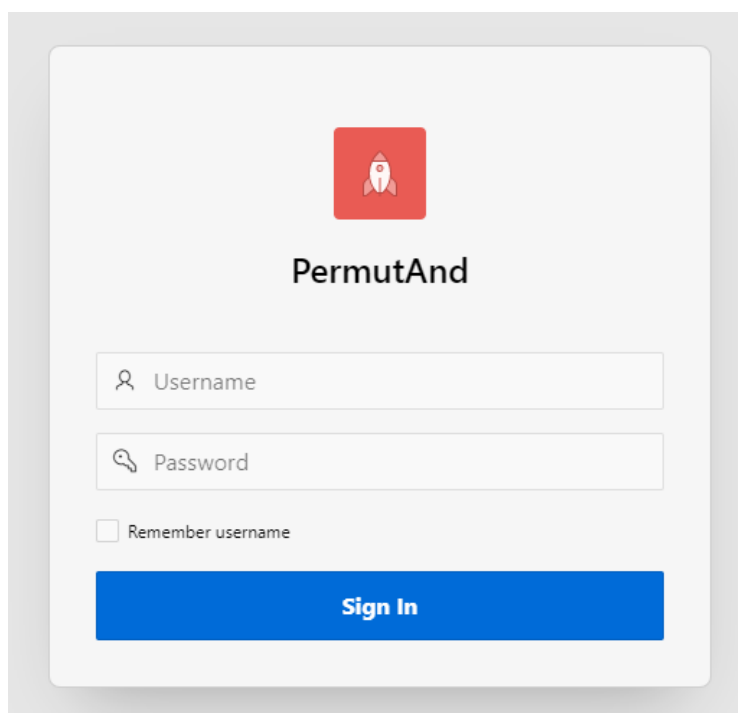 PermutAnd
Username
Password
Remember username
Sign In